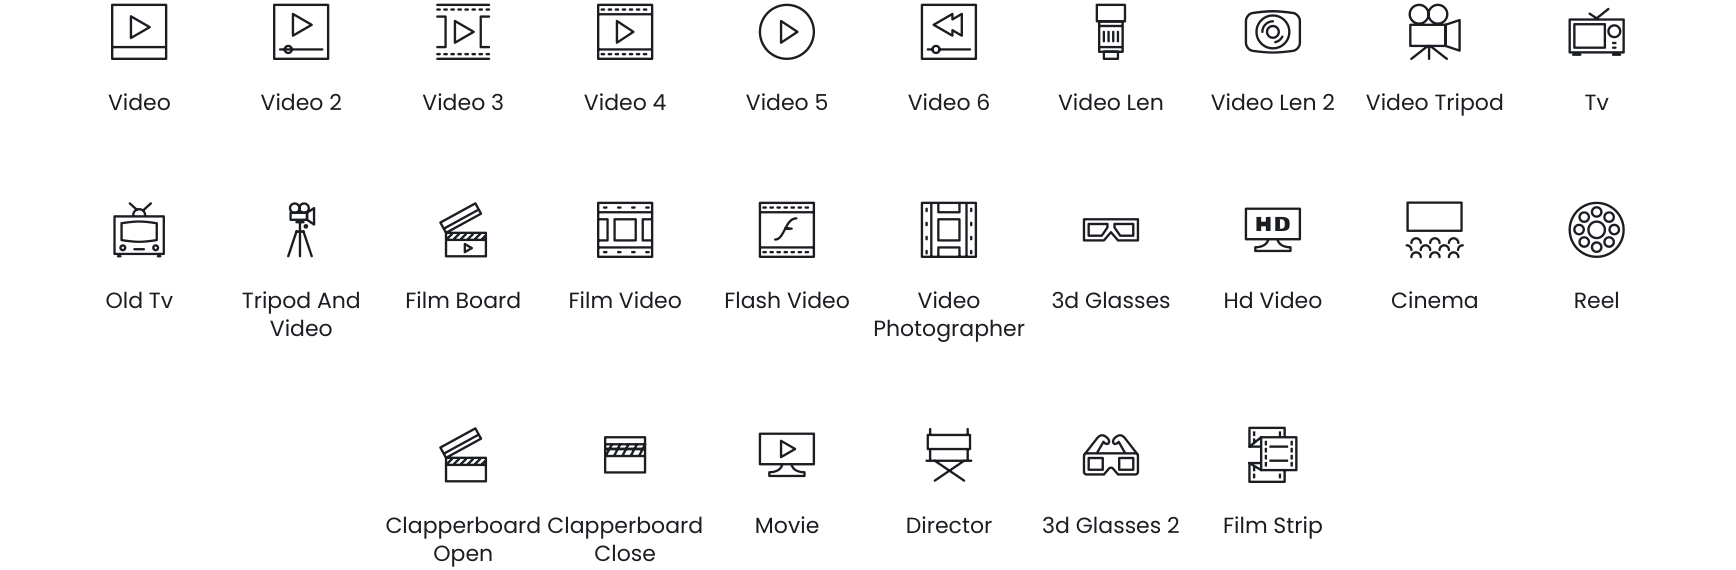 Video
Video 2
Video 3
Video 4
Video 5
Video 6
Video Len
Video Len 2
Video Tripod
Tv
Old Tv
Tripod And
Video
Film Board
Film Video
Flash Video
Video
Photographer
3d Glasses
HD
Hd Video
Cinema
Reel
Clapperboard
Open
Clapperboard
Close
Movie
Director
3d Glasses 2
Film Strip